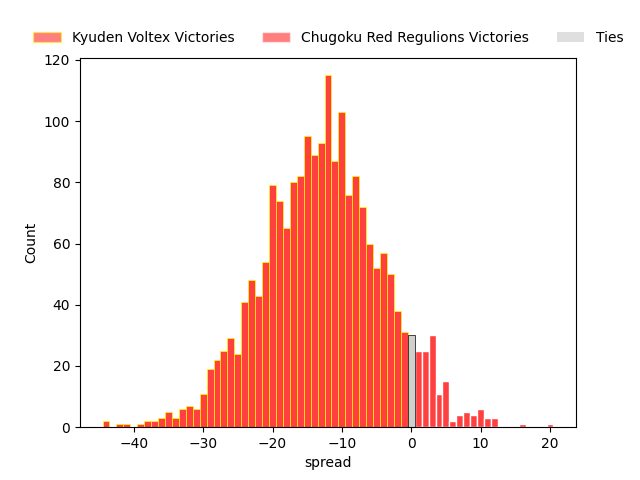 Kyuden Voltex Victories
Chugoku Red Regulions Victories
Ties
120
100
80
60
40
20
0
Count
−40
−30
−20
−10
0
10
20
spread